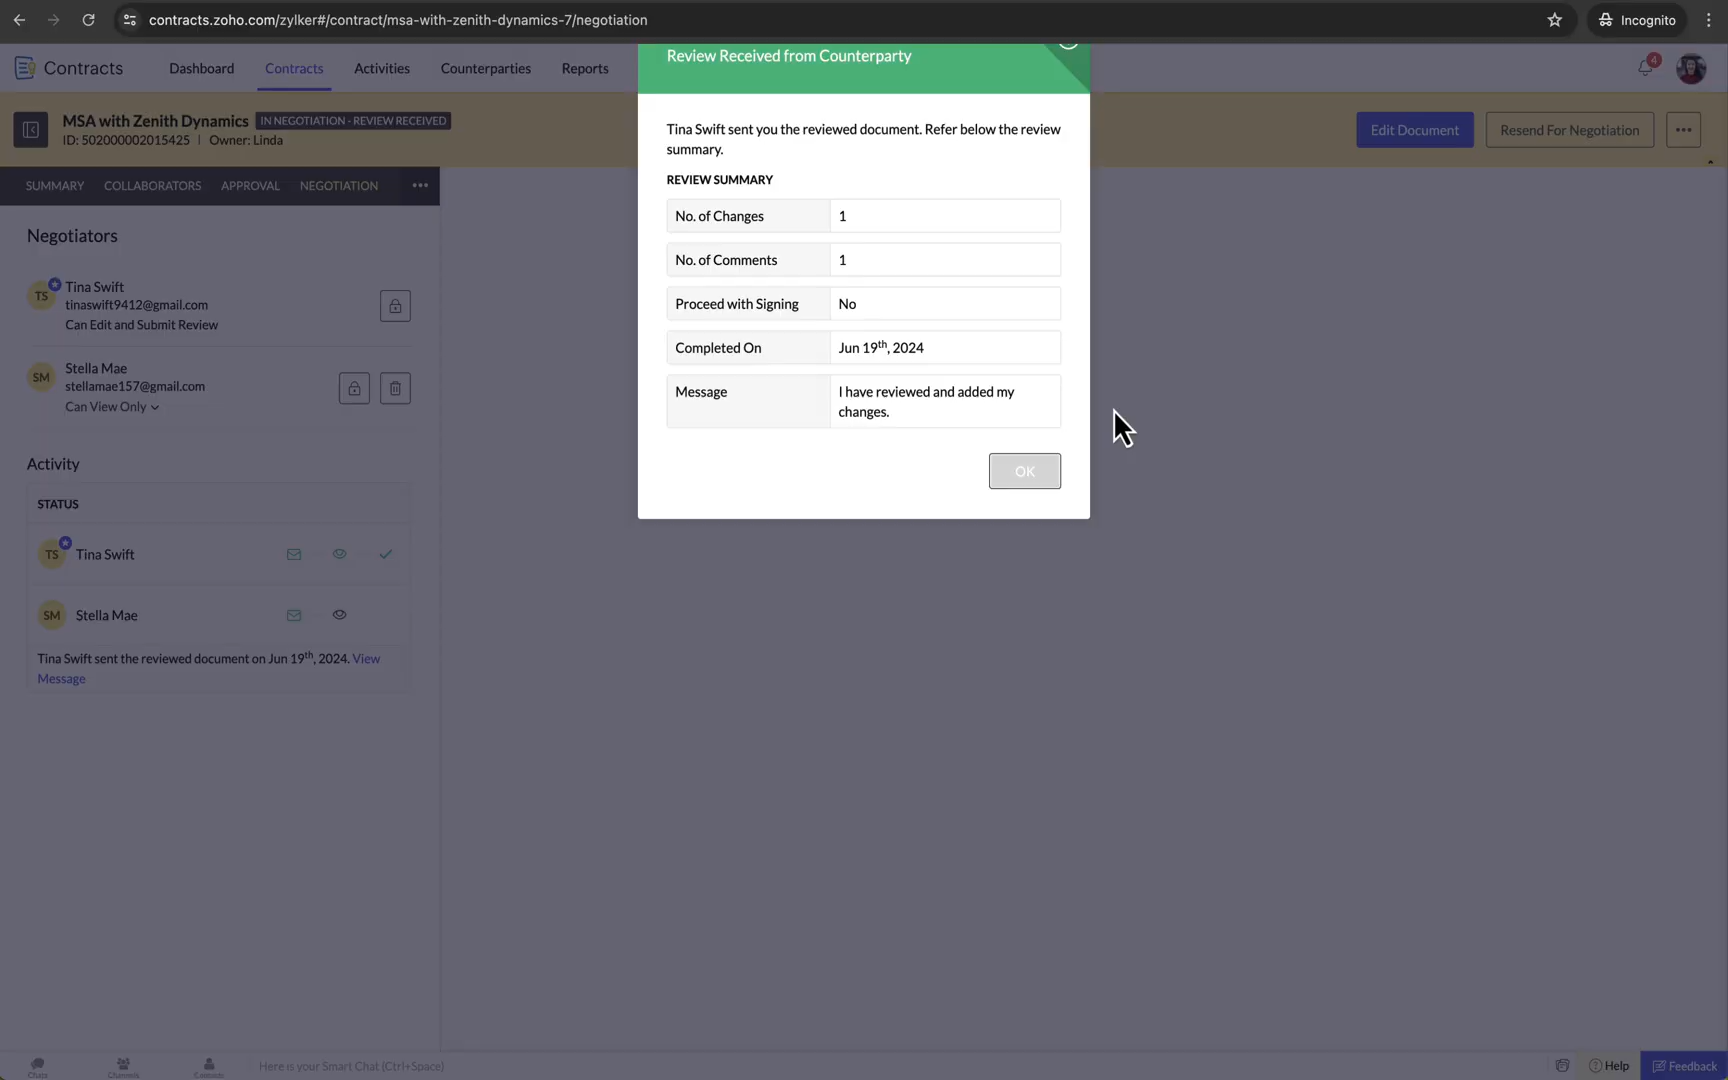 contracts.zoho.com/zylker#/contract/msa-with-zenith-dynamics-7/negotiation
Incognito
Contracts
Dashboard
Contracts
Activities
Counterparties
Reports
4
MSA with Zenith Dynamics
IN NEGOTIATION - REVIEW RECEIVED
ID: 502000002015425 | Owner: Linda
Edit Document
Resend For Negotiation
SUMMARY
COLLABORATORS
APPROVAL
NEGOTIATION
Negotiators
TS
Tina Swift
tinaswift9412@gmail.com
Can Edit and Submit Review
SM
Stella Mae
stellamae157@gmail.com
Can View Only
Activity
STATUS
TS
Tina Swift
SM
Stella Mae
Tina Swift sent the reviewed document on Jun 19th, 2024. View
Message
Review Received from Counterparty
Tina Swift sent you the reviewed document. Refer below the review
summary.
REVIEW SUMMARY
No. of Changes 1
No. of Comments 1
Proceed with Signing No
Completed On Jun 19th, 2024
Message I have reviewed and added my
changes.
OK
Chats
Channels
Contacts
Here is your Smart Chat (Ctrl+Space)
Help
Feedback